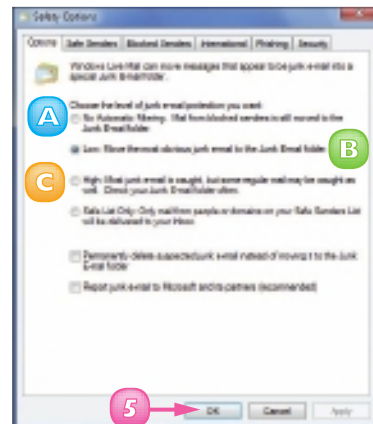 Safety Options
Options Safe Senders Blocked Senders International Phishing Security
Windows Live Mail can move messages that appear to be junk e-mail into a
special Junk E-mail folder.
A
Choose the level of junk e-mail protection you want:
No Automatic Filtering. Mail from blocked senders is still moved to the
Junk E-mail folder.
Low: Move the most obvious junk email to the Junk E-mail folder.
B
C
High: Most junk e-mail is caught, but some regular mail may be caught as
well. Check your Junk E-mail folder often.
Safe List Only: Only mail from people or domains on your Safe Senders List
will be delivered to your Inbox.
Permanently delete suspected junk e-mail instead of moving it to the Junk
E-mail folder
Report junk e-mail to Microsoft and its partners (recommended)
5
OK Cancel Apply